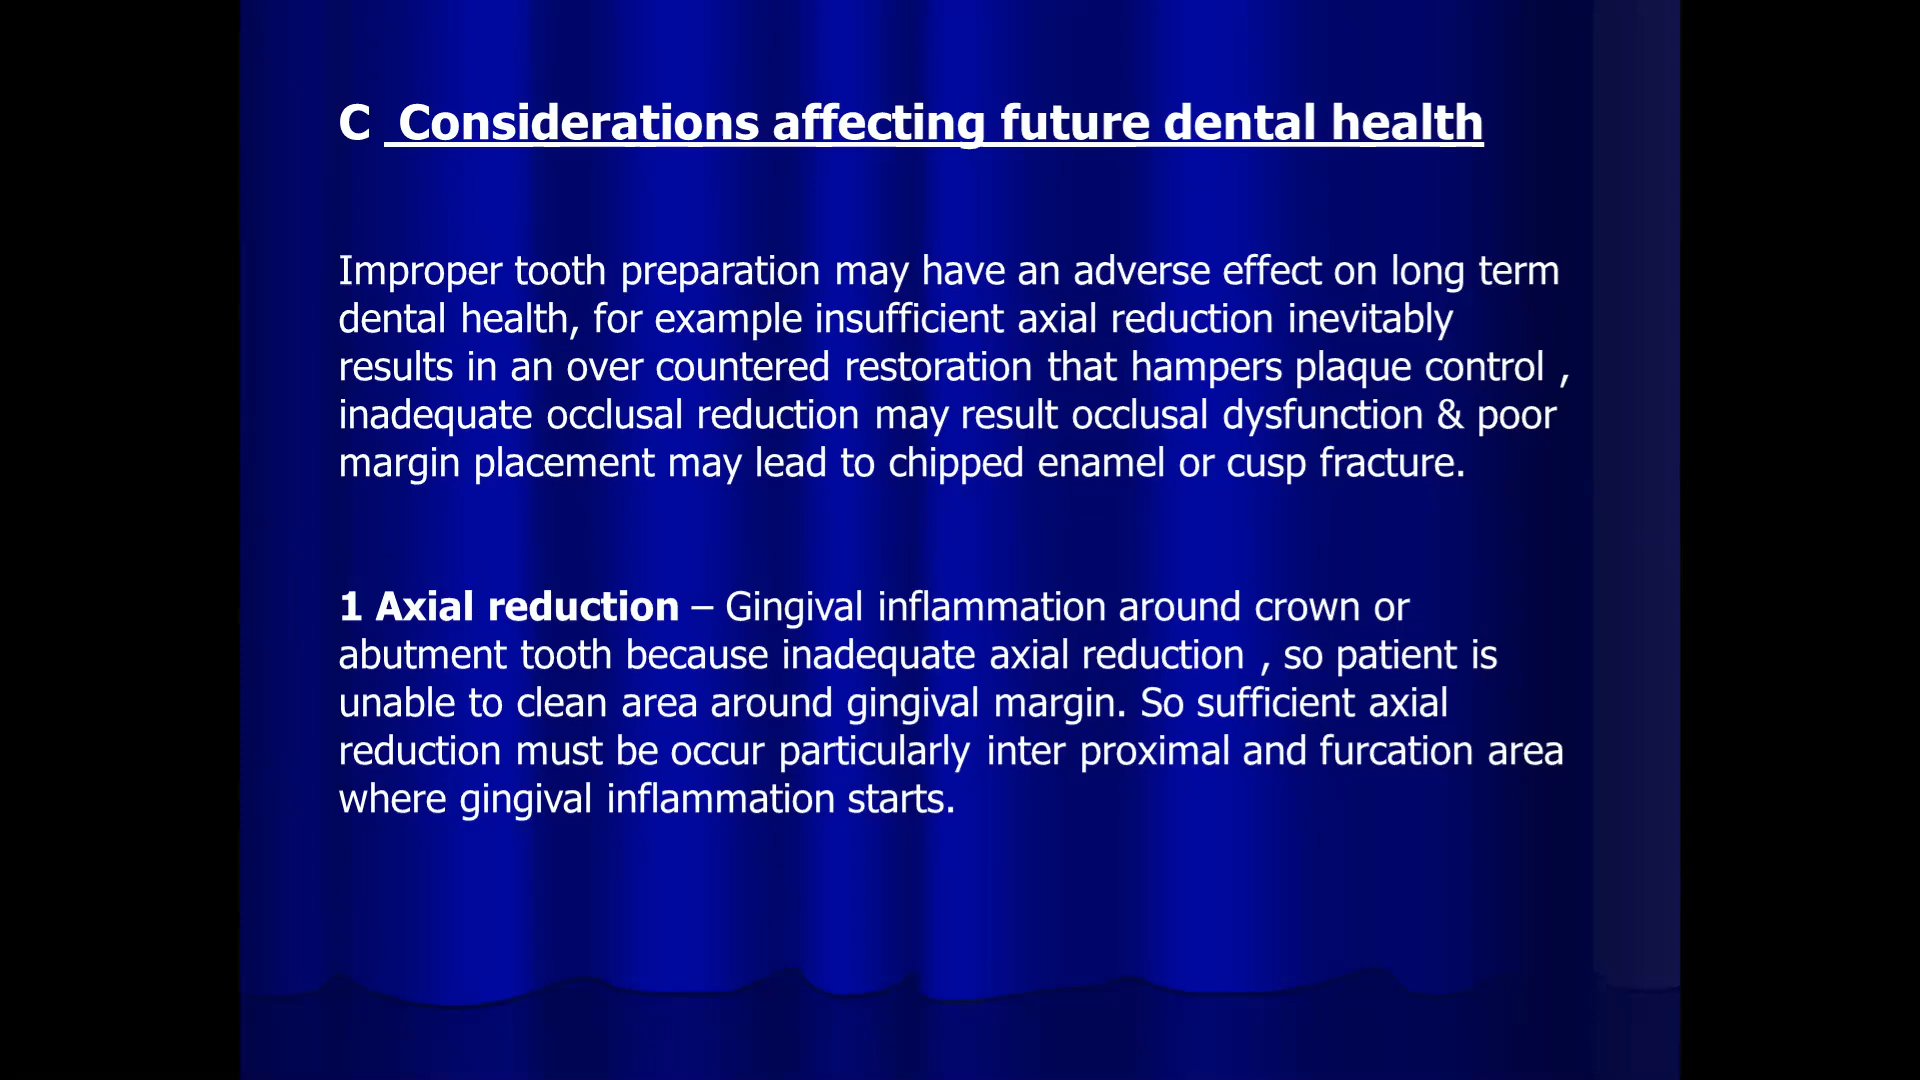 C  Considerations affecting future dental health
Improper tooth preparation may have an adverse effect on long term
dental health, for example insufficient axial reduction inevitably
results in an over countered restoration that hampers plaque control ,
inadequate occlusal reduction may result occlusal dysfunction & poor
margin placement may lead to chipped enamel or cusp fracture.
1 Axial reduction – Gingival inflammation around crown or
abutment tooth because inadequate axial reduction , so patient is
unable to clean area around gingival margin. So sufficient axial
reduction must be occur particularly inter proximal and furcation area
where gingival inflammation starts.